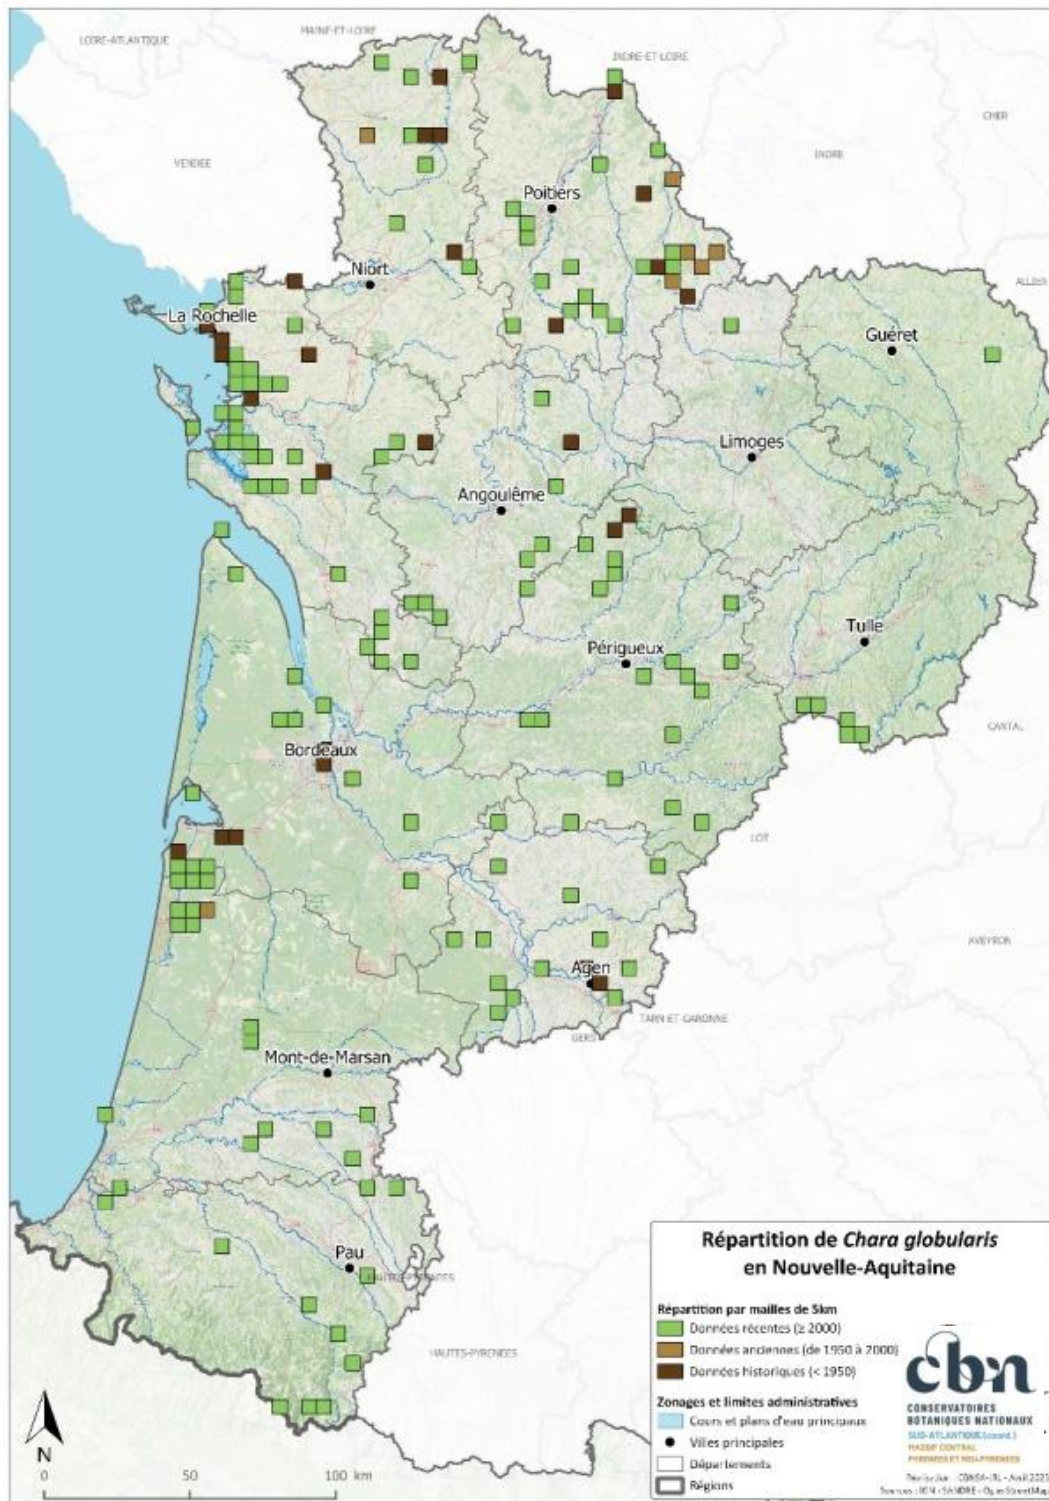 LOIRE-ATLANTIQUE
MAINE-ET-LOIRE
INDRE-ET-LOIRE
CHER
VENDEE
INDRE
Poitiers
Niort
ALLIER
La Rochelle
Guéret
Limoges
Angoulême
Tulle
Périgueux
CANTAL
Bordeaux
LOT
AVEYRON
Agen
TARN-ET-GARONNE
GERS
Mont-de-Marsan
Pau
HAUTES-PYRENEES
HAUTES-PYRENEES
Répartition de Chara globularis
en Nouvelle-Aquitaine
Répartition par mailles de 5km
Données récentes (≥ 2000)
Données anciennes (de 1950 à 2000)
Données historiques (< 1950)
Zonages et limites administratives
Cours et plans d'eau principaux
Villes principales
Départements
Régions
cbn
CONSERVATOIRES
BOTANIQUES NATIONAUX
SUD-ATLANTIQUE (coord.)
MASSIF CENTRAL
PYRENEES ET MIDI-PYRENEES
N
0 50 100 km